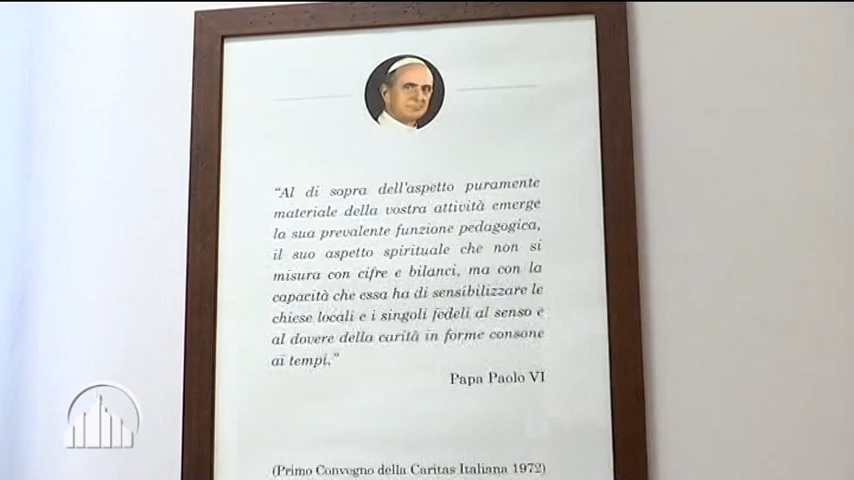 “Al di sopra dell'aspetto puramente
materiale della vostra attività emerge
la sua prevalente funzione pedagogica,
il suo aspetto spirituale che non si
misura con cifre e bilanci, ma con la
capacità che essa ha di sensibilizzare le
chiese locali e i singoli fedeli al senso e
al dovere della carità in forme consone
ai tempi.”
Papa Paolo VI
(Primo Convegno della Caritas Italiana 1972)